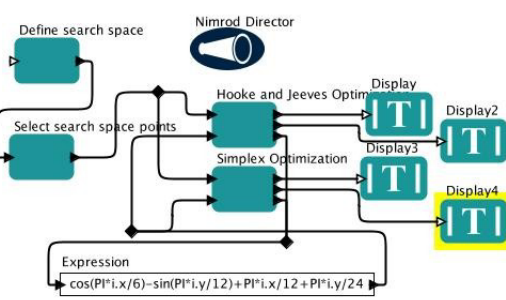 Nimrod Director
Define search space
Display
Hooke and Jeeves Optimization
T
Display2
T
Select search space points
Display3
Simplex Optimization
T
Display4
T
Expression
cos(PI*i.x/6)-sin(PI*i.y/12)+PI*i.x/12+PI*i.y/24